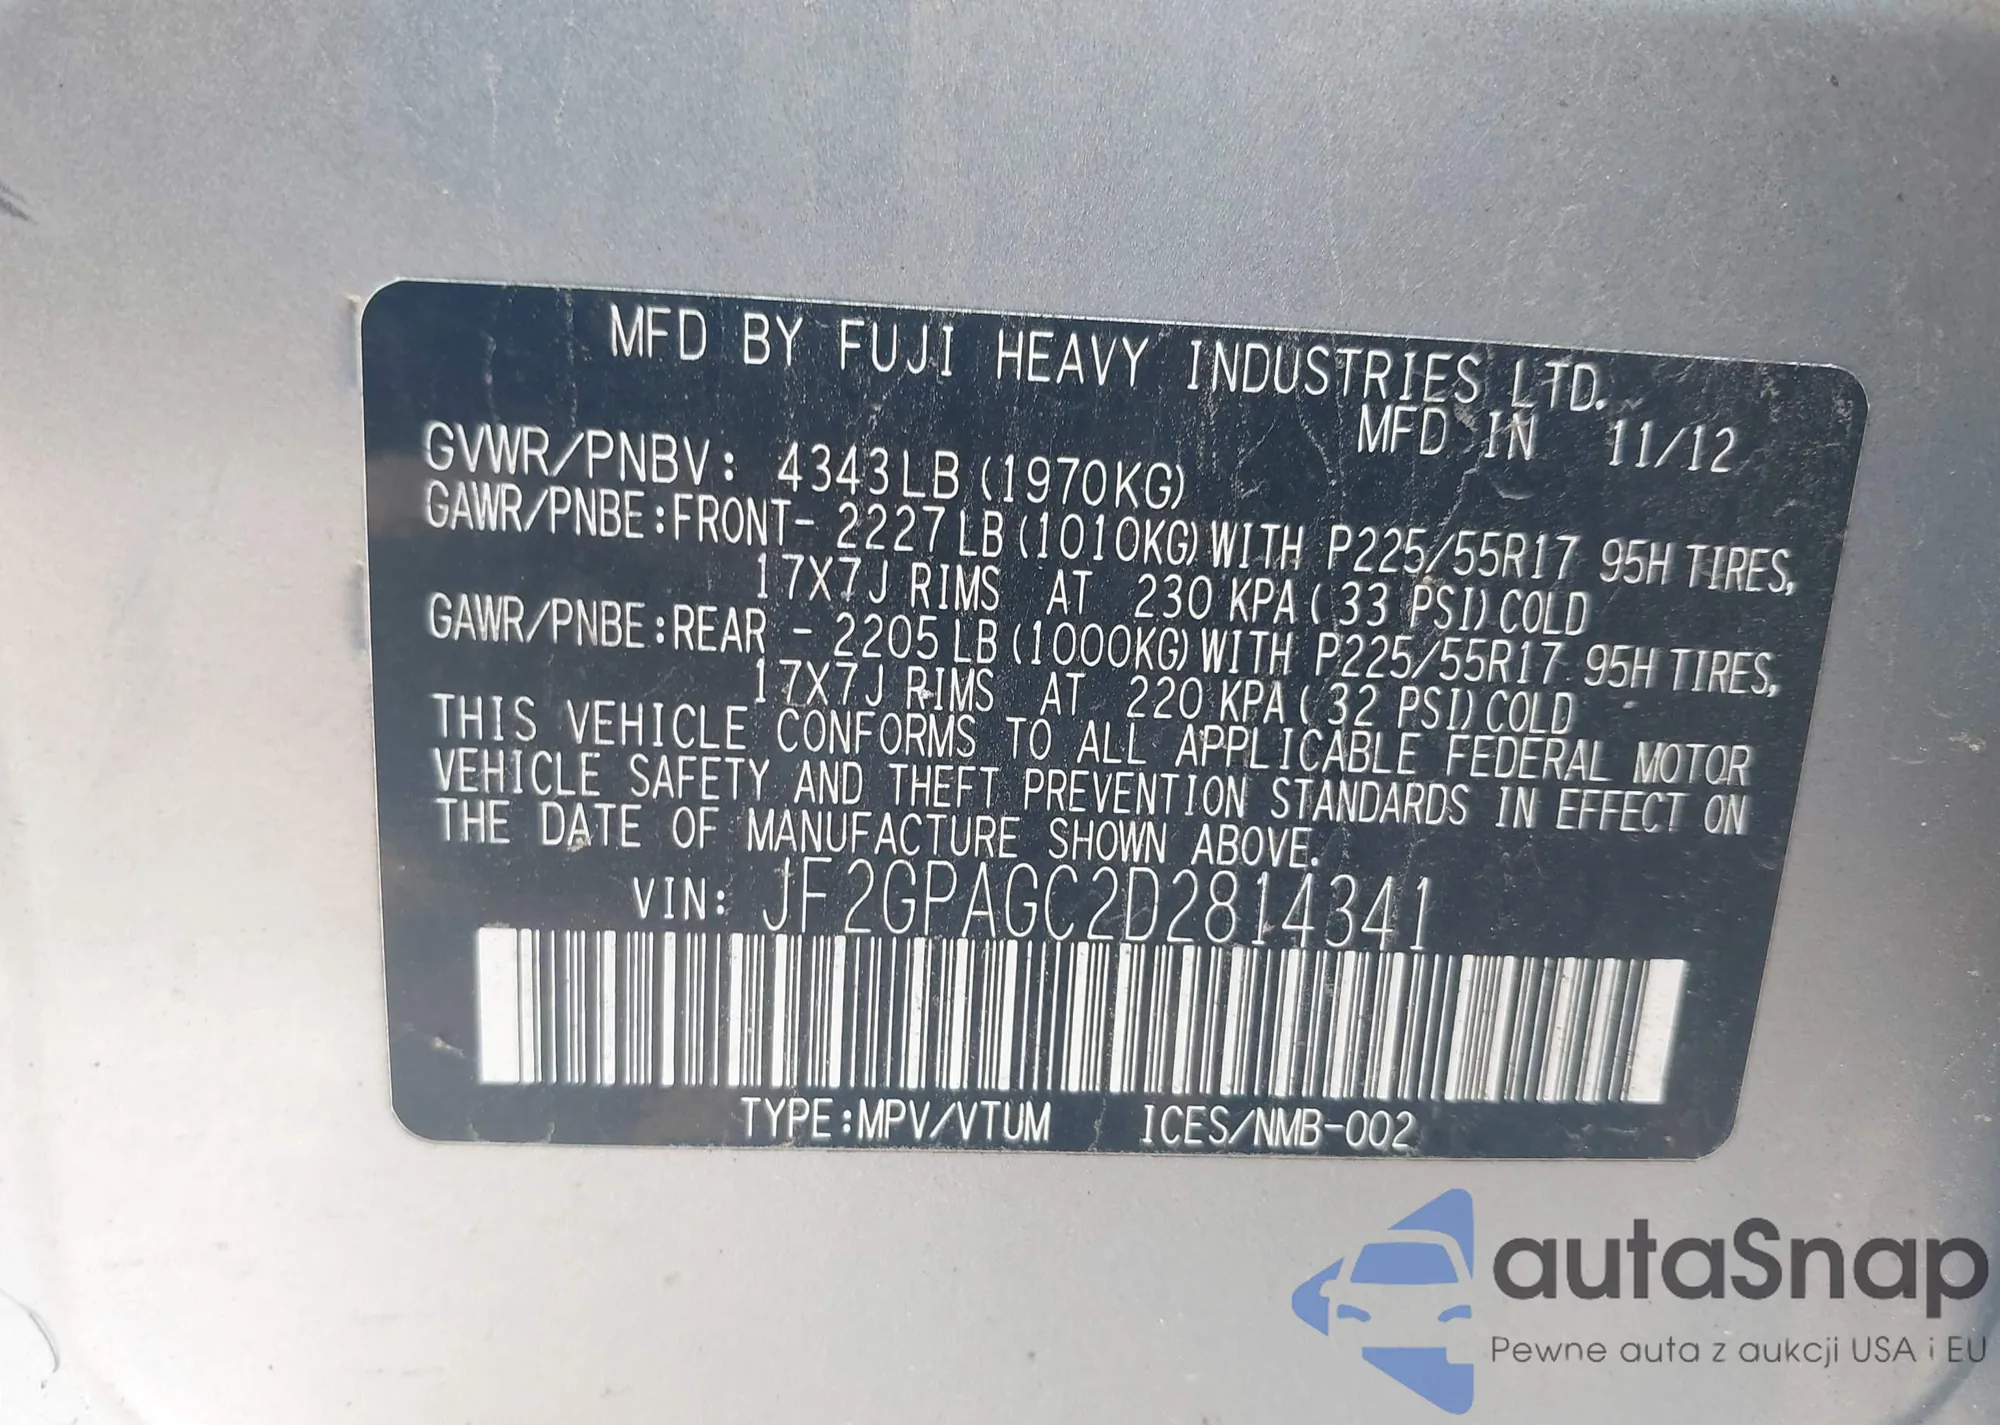 MFD BY FUJI HEAVY INDUSTRIES LTD.
MFD IN 11/12
GVWR/PNBV: 4343LB (1970KG)
GAWR/PNBE:FRONT- 2227 LB (1010KG) WITH P225/55R17 95H TIRES,
17X7J RIMS AT 230 KPA (33 PSI) COLD
GAWR/PNBE:REAR - 2205 LB (1000KG) WITH P225/55R17 95H TIRES,
17X7J RIMS AT 220 KPA (32 PSI) COLD
THIS VEHICLE CONFORMS TO ALL APPLICABLE FEDERAL MOTOR
VEHICLE SAFETY AND THEFT PREVENTION STANDARDS IN EFFECT ON
THE DATE OF MANUFACTURE SHOWN ABOVE.
VIN: JF2GPAGC2D2814341
TYPE:MPV/VTUM ICES/NMB-002
autaSnap
Pewne auta z aukcji USA i EU